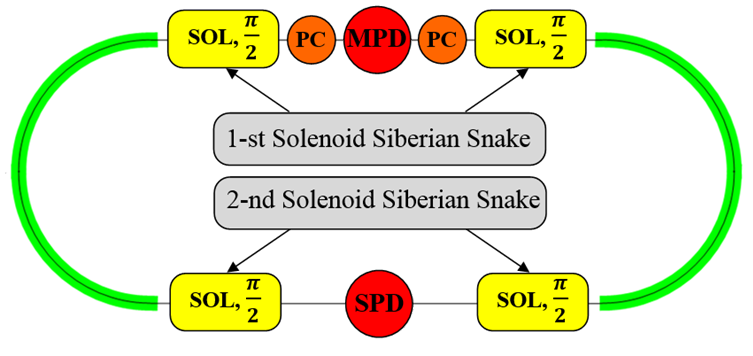 SOL, π/2 PC MPD PC SOL, π/2
1-st Solenoid Siberian Snake
2-nd Solenoid Siberian Snake
SOL, π/2 SPD SOL, π/2